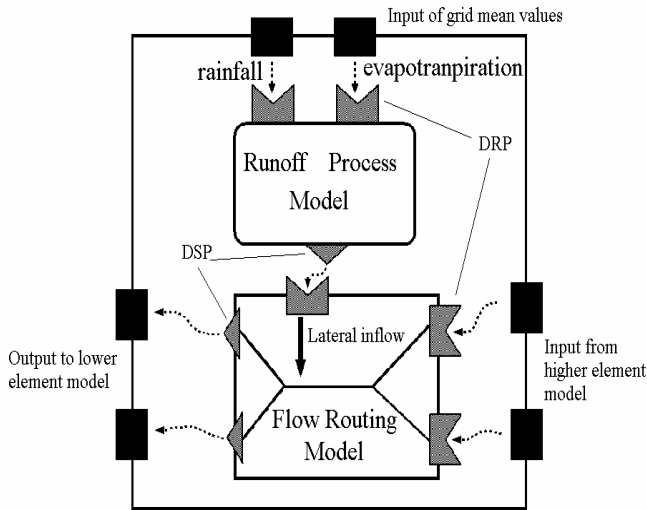 Input of grid mean values
rainfall
evapotranpiration
DRP
Runoff Process
Model
DSP
Lateral inflow
Output to lower
element model
Input from
higher element
model
Flow Routing
Model